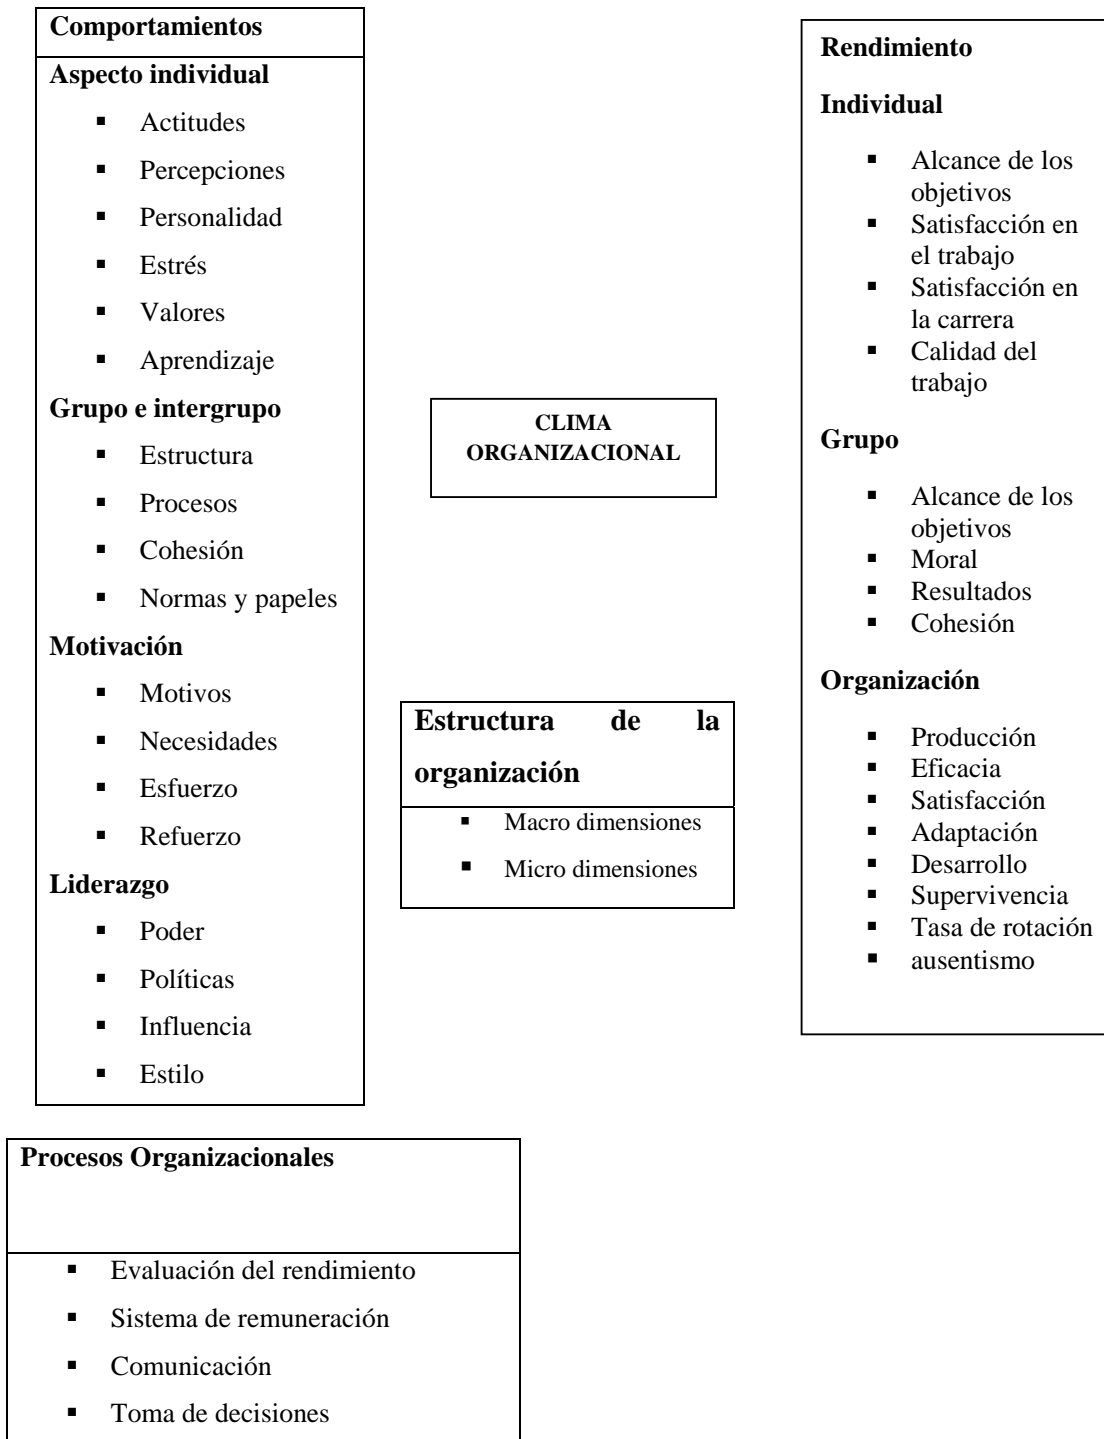 Comportamientos
Aspecto individual
▪ Actitudes
▪ Percepciones
▪ Personalidad
▪ Estrés
▪ Valores
▪ Aprendizaje
Grupo e intergrupo
▪ Estructura
▪ Procesos
▪ Cohesión
▪ Normas y papeles
Motivación
▪ Motivos
▪ Necesidades
▪ Esfuerzo
▪ Refuerzo
Liderazgo
▪ Poder
▪ Políticas
▪ Influencia
▪ Estilo
CLIMA
ORGANIZACIONAL
Estructura de la
organización
▪ Macro dimensiones
▪ Micro dimensiones
Rendimiento
Individual
▪ Alcance de los
objetivos
▪ Satisfacción en
el trabajo
▪ Satisfacción en
la carrera
▪ Calidad del
trabajo
Grupo
▪ Alcance de los
objetivos
▪ Moral
▪ Resultados
▪ Cohesión
Organización
▪ Producción
▪ Eficacia
▪ Satisfacción
▪ Adaptación
▪ Desarrollo
▪ Supervivencia
▪ Tasa de rotación
▪ ausentismo
Procesos Organizacionales
▪ Evaluación del rendimiento
▪ Sistema de remuneración
▪ Comunicación
▪ Toma de decisiones